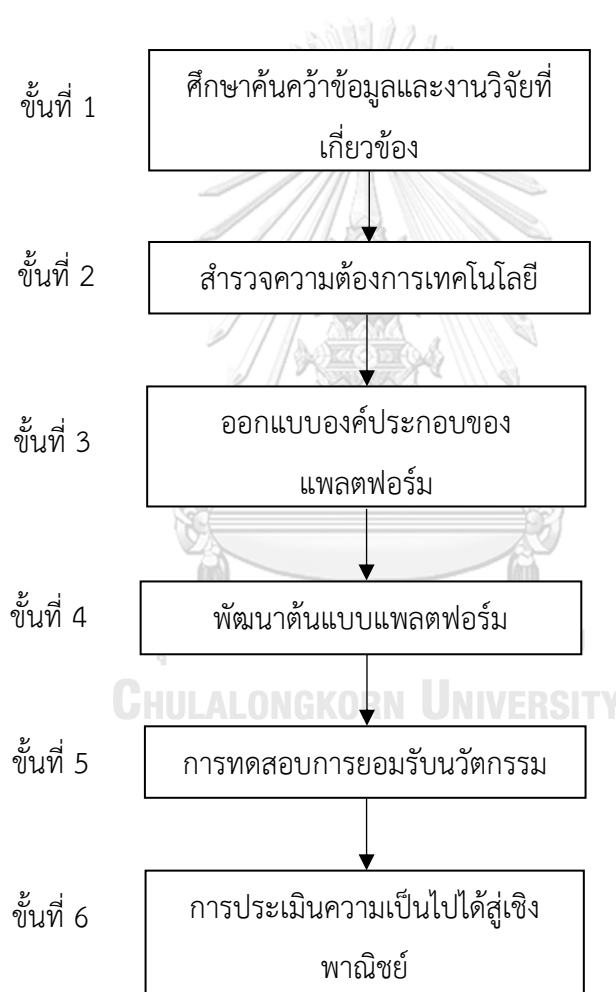 ขั้นที่ 1
ศึกษาค้นคว้าข้อมูลและงานวิจัยที่
เกี่ยวข้อง
ขั้นที่ 2
สำรวจความต้องการเทคโนโลยี
ขั้นที่ 3
ออกแบบองค์ประกอบของ
แพลตฟอร์ม
ขั้นที่ 4
พัฒนาต้นแบบแพลตฟอร์ม
CHULALONGKORN UNIVERSITY
ขั้นที่ 5
การทดสอบการยอมรับนวัตกรรม
ขั้นที่ 6
การประเมินความเป็นไปได้สู่เชิง
พาณิชย์